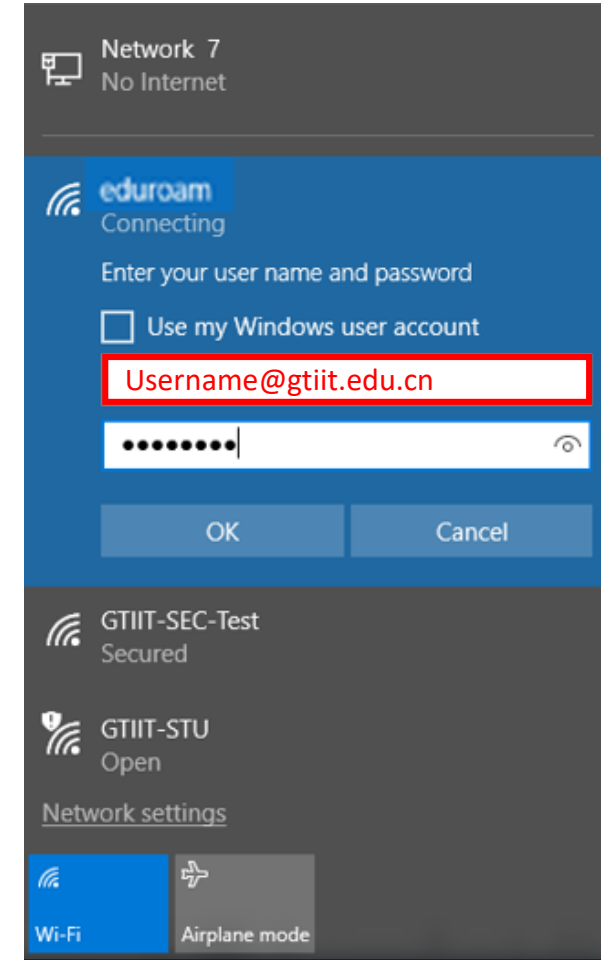 Network 7
No Internet
eduroam
Connecting
Enter your user name and password
Use my Windows user account
Username@gtiit.edu.cn
••••••••
OK
Cancel
GTIIT-SEC-Test
Secured
GTIIT-STU
Open
Network settings
Wi-Fi
Airplane mode